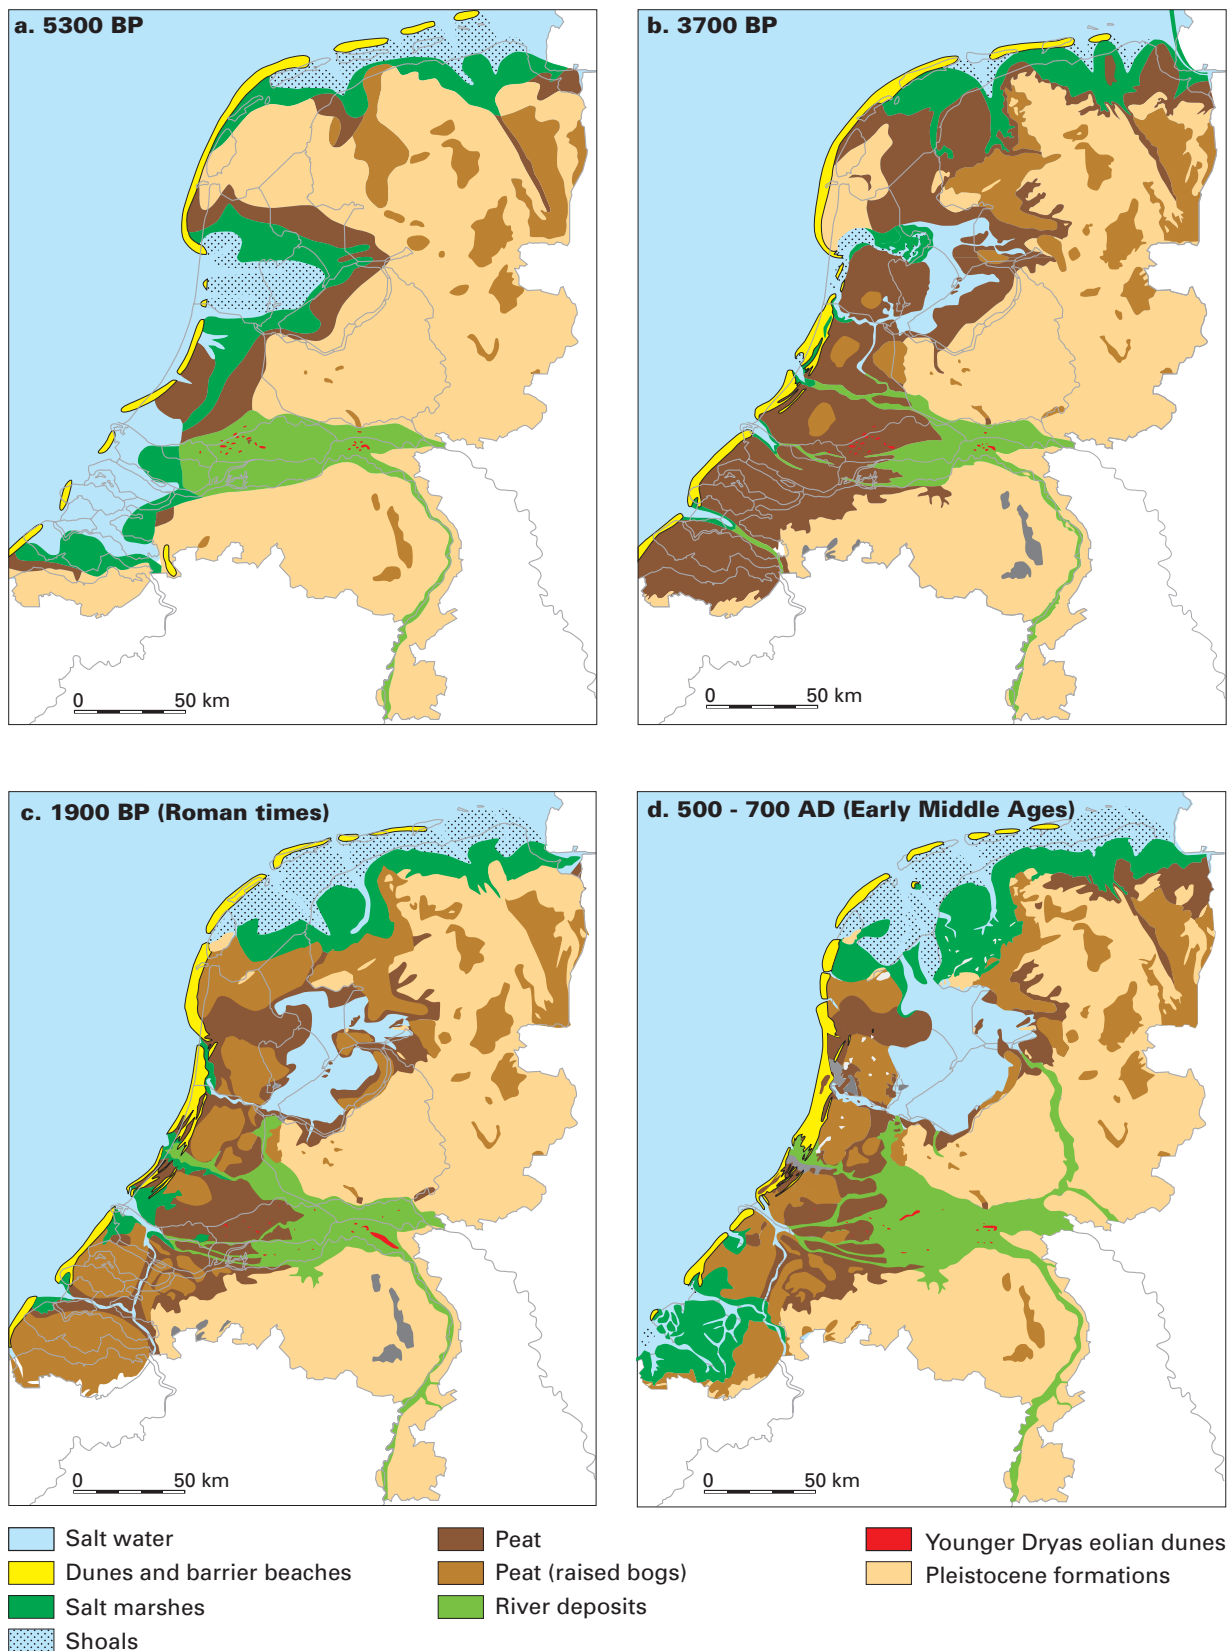 a. 5300 BP
0 50 km
b. 3700 BP
0 50 km
c. 1900 BP (Roman times)
0 50 km
d. 500 - 700 AD (Early Middle Ages)
0 50 km
Salt water
Dunes and barrier beaches
Salt marshes
Shoals
Peat
Peat (raised bogs)
River deposits
Younger Dryas eolian dunes
Pleistocene formations